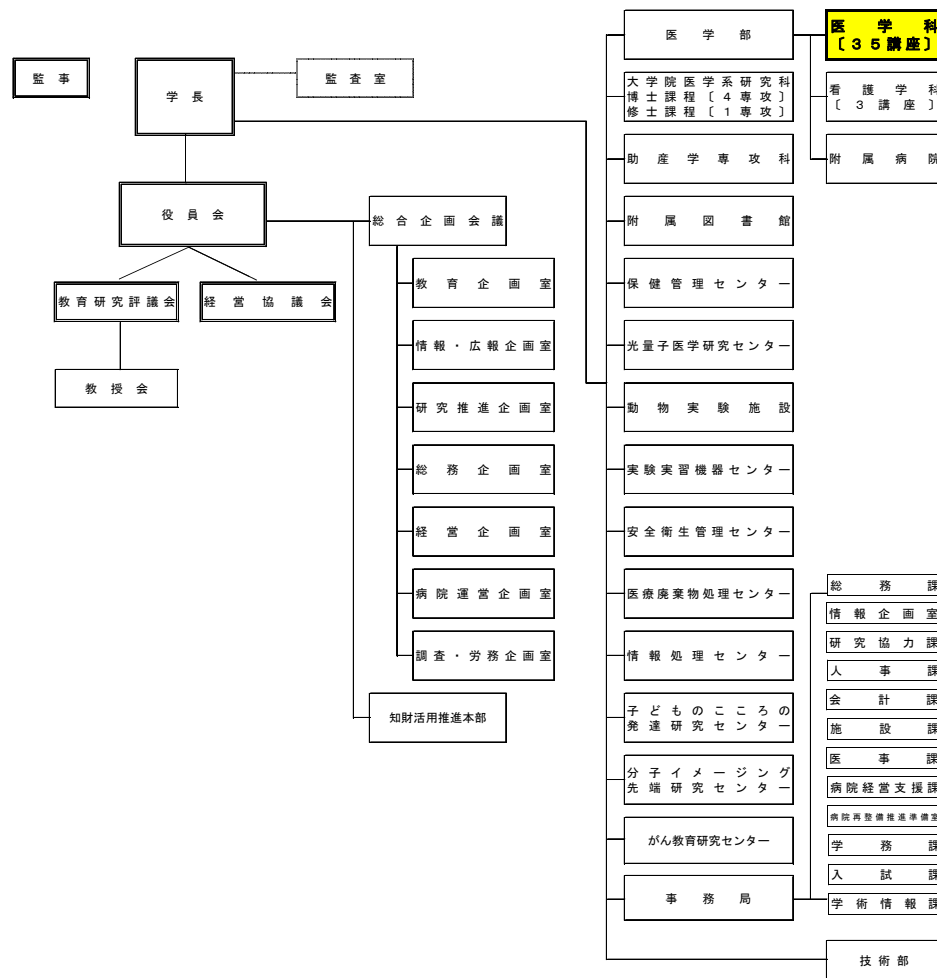 監事
学長
監査室
役員会
教育研究評議会
経営協議会
教授会
総合企画会議
教育企画室
情報・広報企画室
研究推進企画室
総務企画室
経営企画室
病院運営企画室
調査・労務企画室
知財活用推進本部
医学部
大学院医学系研究科
博士課程〔4専攻〕
修士課程〔1専攻〕
助産学専攻科
附属図書館
保健管理センター
光量子医学研究センター
動物実験施設
実験実習機器センター
安全衛生管理センター
医療廃棄物処理センター
情報処理センター
子どものこころの
発達研究センター
分子イメージング
先端研究センター
がん教育研究センター
事務局
医学科
〔35講座〕
看護学科
〔3講座〕
附属病院
総務課
情報企画室
研究協力課
人事課
会計課
施設課
医事課
病院経営支援課
病院再整備推進準備室
学務課
入試課
学術情報課
技術部